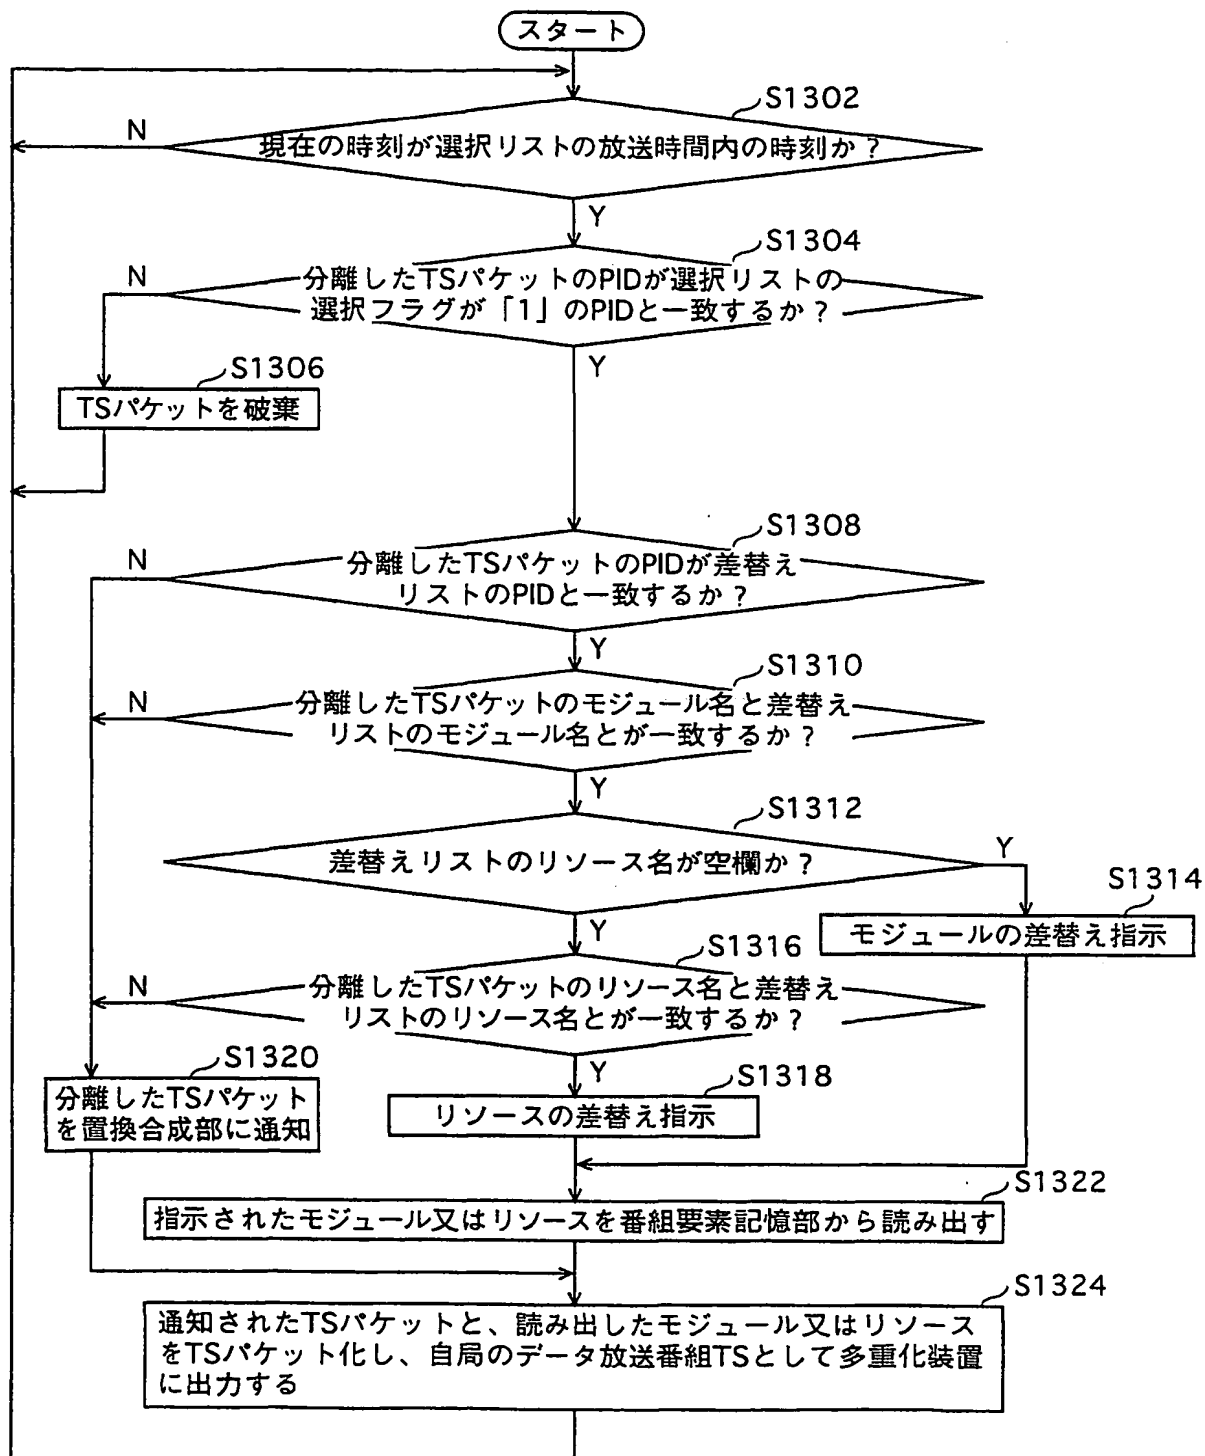 スタート
S1302
N
現在の時刻が選択リストの放送時間内の時刻か?
Y
S1304
N
分離したTSパケットのPIDが選択リストの
選択フラグが「1」のPIDと一致するか?
Y
S1306
TSパケットを破棄
S1308
N
分離したTSパケットのPIDが差替え
リストのPIDと一致するか?
Y
S1310
N
分離したTSパケットのモジュール名と差替え
リストのモジュール名とが一致するか?
Y
S1312
差替えリストのリソース名が空欄か?
Y
S1314
モジュールの差替え指示
Y
S1316
N
分離したTSパケットのリソース名と差替え
リストのリソース名とが一致するか?
Y
S1320
分離したTSパケット
を置換合成部に通知
S1318
リソースの差替え指示
S1322
指示されたモジュール又はリソースを番組要素記憶部から読み出す
S1324
通知されたTSパケットと、読み出したモジュール又はリソース
をTSパケット化し、自局のデータ放送番組TSとして多重化装置
に出力する